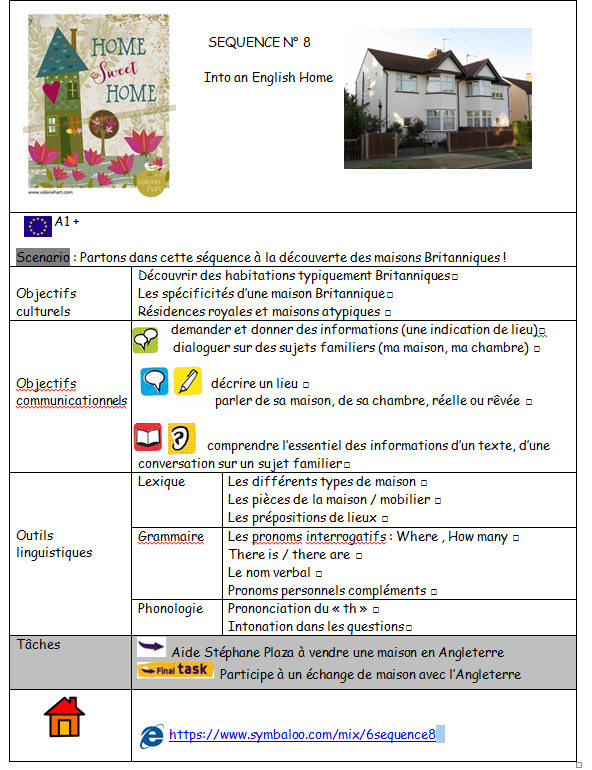 HOME
Sweet
HOME
www.valenehart.com
valene
hart
SEQUENCE N° 8
Into an English Home
A1 +
Scenario : Partons dans cette séquence à la découverte des maisons Britanniques !
Objectifs
culturels
Découvrir des habitations typiquement Britanniques□
Les spécificités d’une maison Britannique□
Résidences royales et maisons atypiques □
Objectifs
communicationnels
demander et donner des informations (une indication de lieu)□
dialoguer sur des sujets familiers (ma maison, ma chambre) □
décrire un lieu □
parler de sa maison, de sa chambre, réelle ou rêvée □
comprendre l’essentiel des informations d’un texte, d’une
conversation sur un sujet familier□
Outils
linguistiques
Lexique
Les différents types de maison □
Les pièces de la maison / mobilier □
Les prépositions de lieux □
Grammaire
Les pronoms interrogatifs : Where , How many □
There is / there are □
Le nom verbal □
Pronoms personnels compléments □
Phonologie
Prononciation du « th » □
Intonation dans les questions□
Tâches
Aide Stéphane Plaza à vendre une maison en Angleterre
Final task Participe à un échange de maison avec l’Angleterre
https://www.symbaloo.com/mix/6sequence8